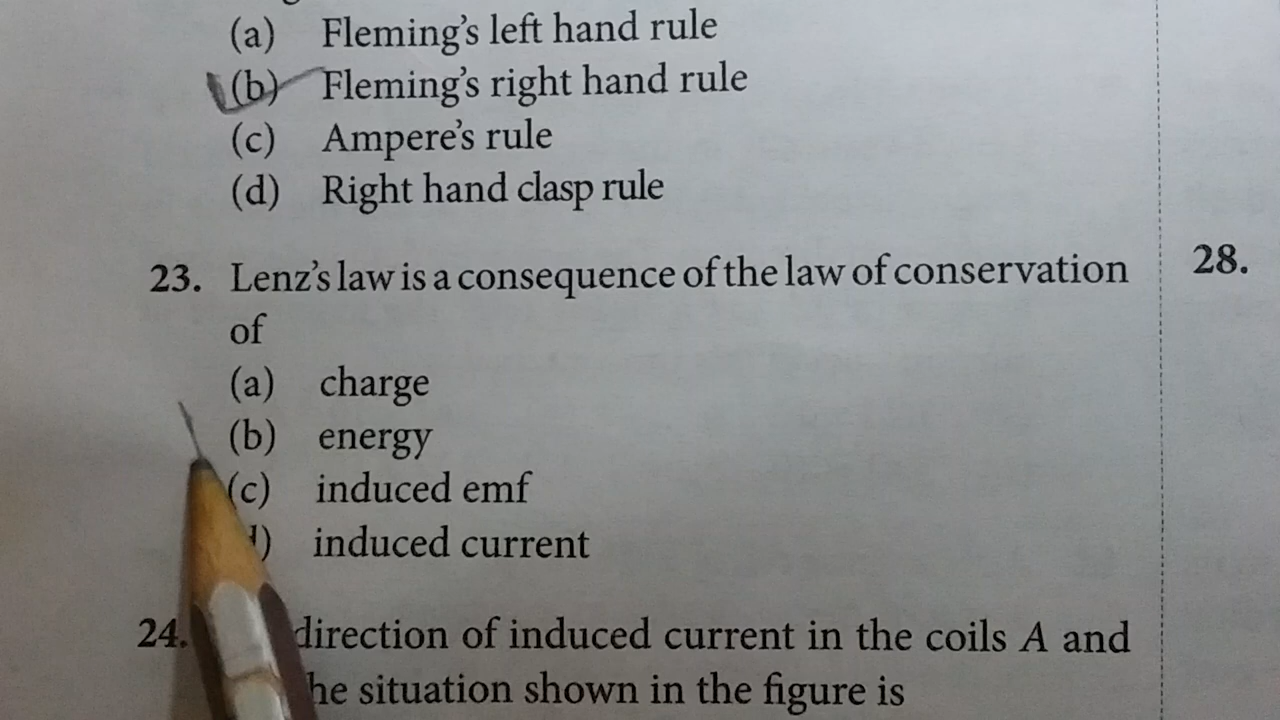 (a) Fleming's left hand rule
(b) Fleming's right hand rule
(c) Ampere's rule
(d) Right hand clasp rule
23. Lenz's law is a consequence of the law of conservation
of
(a) charge
(b) energy
(c) induced emf
induced current
24. direction of induced current in the coils A and
situation shown in the figure is
28.